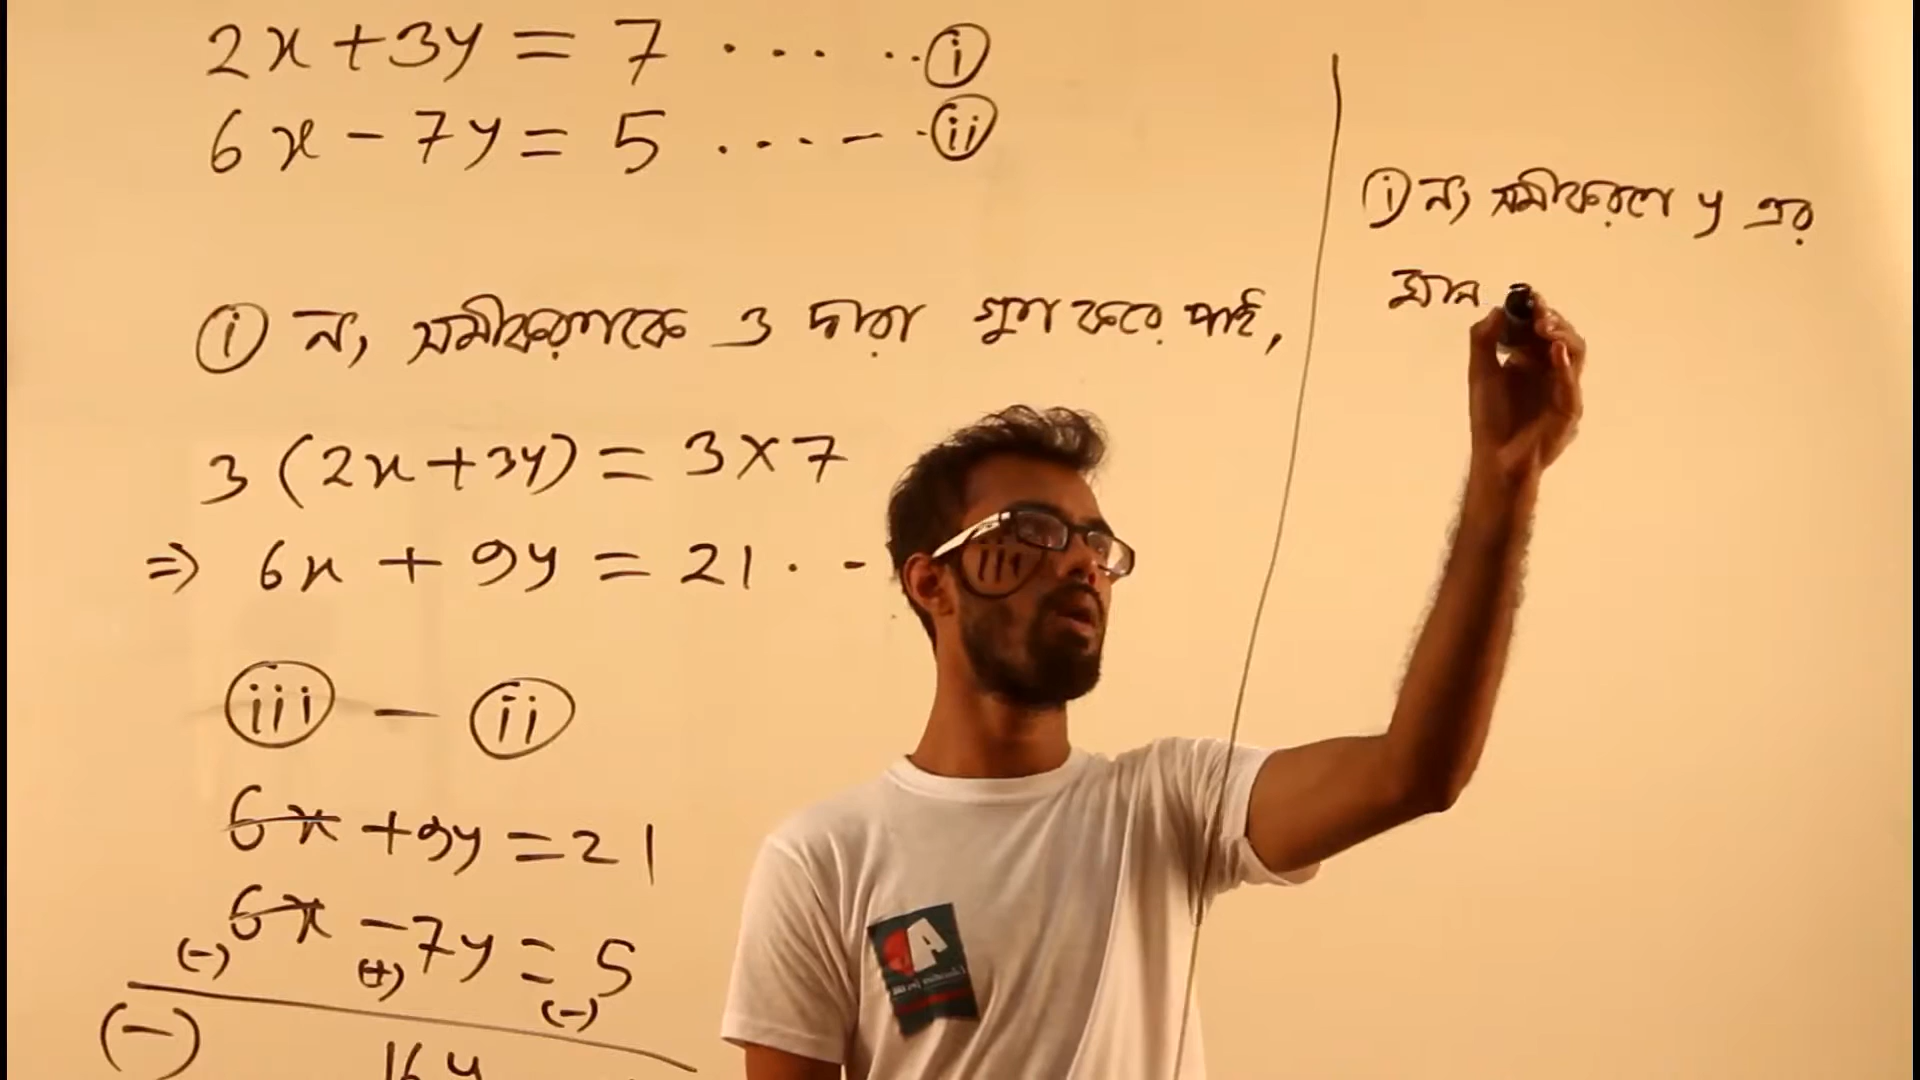 2x + 3y = 7 ... .. (i)
6x - 7y = 5 ...- - (ii)
(i) নং সমীকরণকে ৩ দ্বারা গুণ করে পাই,
3 (2x + 3y) = 3 × 7
⇒ 6x + 9y = 21 . - (iii)
(iii) - (ii)
6x + 9y = 21
6x - 7y = 5
(-) (+) (-)
(-) 16y
(i) নং সমীকরণে y এর
মান